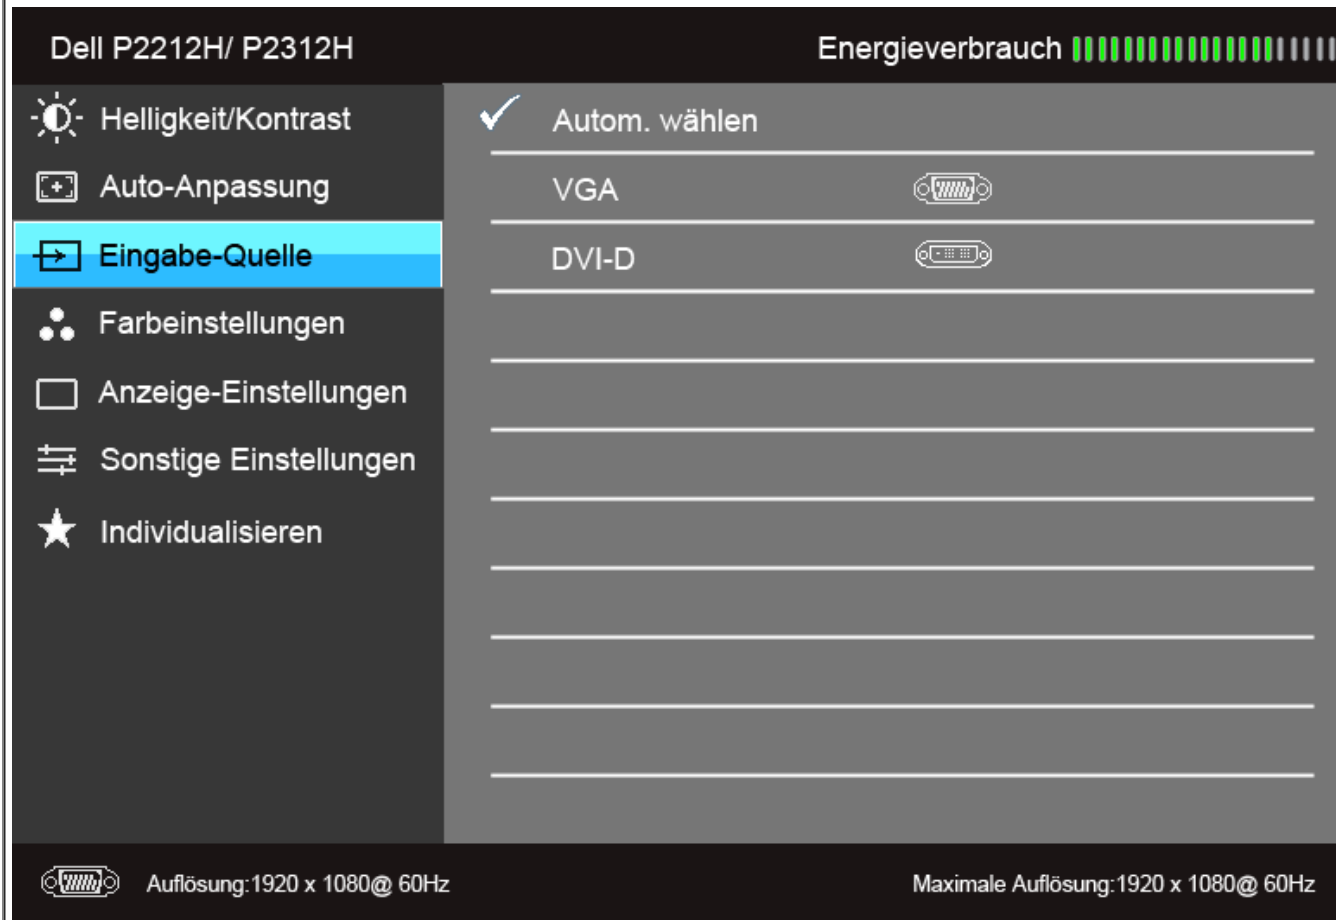 Dell P2212H/ P2312H
Energieverbrauch
Helligkeit/Kontrast
Autom. wählen
Auto-Anpassung
VGA
Eingabe-Quelle
DVI-D
Farbeinstellungen
Anzeige-Einstellungen
Sonstige Einstellungen
Individualisieren
Auflösung:1920 x 1080@ 60Hz
Maximale Auflösung:1920 x 1080@ 60Hz